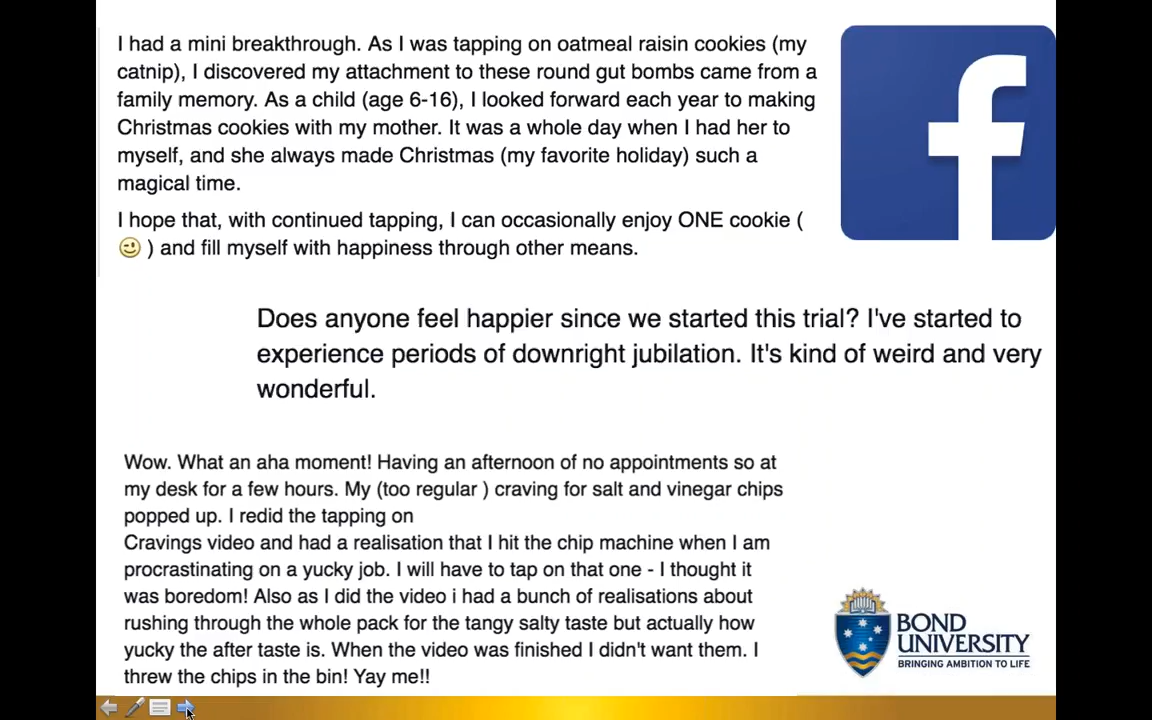 I had a mini breakthrough. As I was tapping on oatmeal raisin cookies (my
catnip), I discovered my attachment to these round gut bombs came from a
family memory. As a child (age 6-16), I looked forward each year to making
Christmas cookies with my mother. It was a whole day when I had her to
myself, and she always made Christmas (my favorite holiday) such a
magical time.
I hope that, with continued tapping, I can occasionally enjoy ONE cookie (
😉 ) and fill myself with happiness through other means.
Does anyone feel happier since we started this trial? I've started to
experience periods of downright jubilation. It's kind of weird and very
wonderful.
Wow. What an aha moment! Having an afternoon of no appointments so at
my desk for a few hours. My (too regular ) craving for salt and vinegar chips
popped up. I redid the tapping on
Cravings video and had a realisation that I hit the chip machine when I am
procrastinating on a yucky job. I will have to tap on that one - I thought it
was boredom! Also as I did the video i had a bunch of realisations about
rushing through the whole pack for the tangy salty taste but actually how
yucky the after taste is. When the video was finished I didn't want them. I
threw the chips in the bin! Yay me!!
f
BOND
UNIVERSITY
BRINGING AMBITION TO LIFE